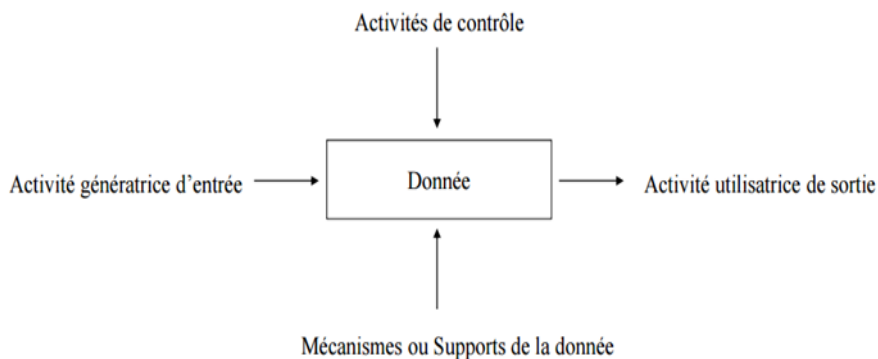 Activités de contrôle
Activité génératrice d'entrée
Donnée
Activité utilisatrice de sortie
Mécanismes ou Supports de la donnée